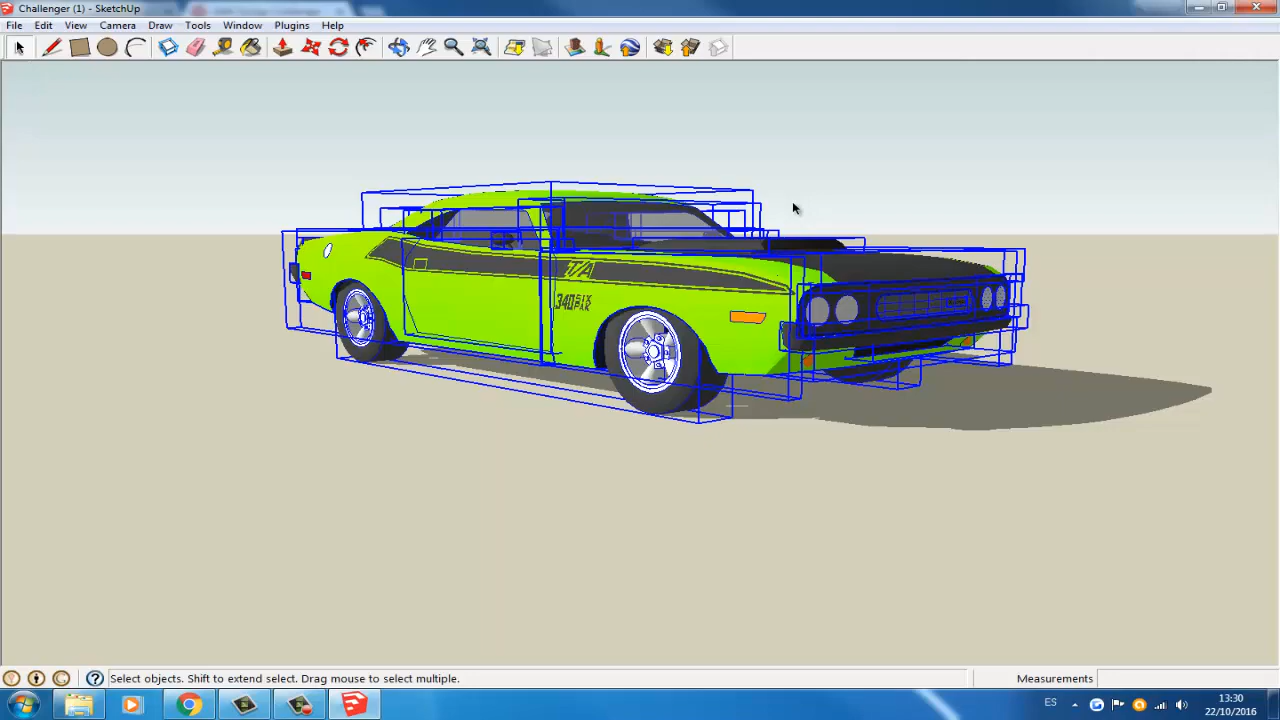 Challenger (1) - SketchUp
File Edit View Camera Draw Tools Window Plugins Help
T/A
340 SIX PAK
Select objects. Shift to extend select. Drag mouse to select multiple.
Measurements
ES
13:30
22/10/2016